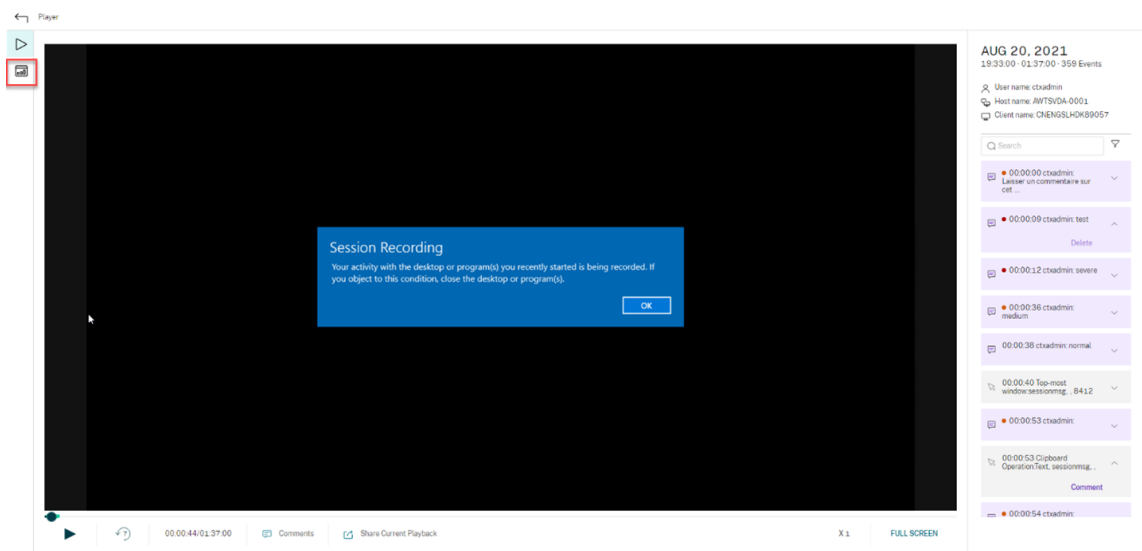 Player
AUG 20, 2021
19:33:00 - 01:37:00 - 359 Events
User name: ctxadmin
Host name: AWTSVDA-0001
Client name: CNENGSLHDK89057
Search
00:00:00 ctxadmin:
Laisser un commentaire sur
cet ...
00:00:09 ctxadmin: test
Delete
00:00:12 ctxadmin: severe
00:00:36 ctxadmin:
medium
00:00:38 ctxadmin: normal
00:00:40 Top-most
window:sessionmsg, , 8412
00:00:53 ctxadmin:
00:00:53 Clipboard
Operation:Text, sessionmsg, ...
Comment
00:00:54 ctxadmin:
Session Recording
Your activity with the desktop or program(s) you recently started is being recorded. If
you object to this condition, close the desktop or program(s).
OK
7
00:00:44/01:37:00
Comments
Share Current Playback
X 1
FULL SCREEN